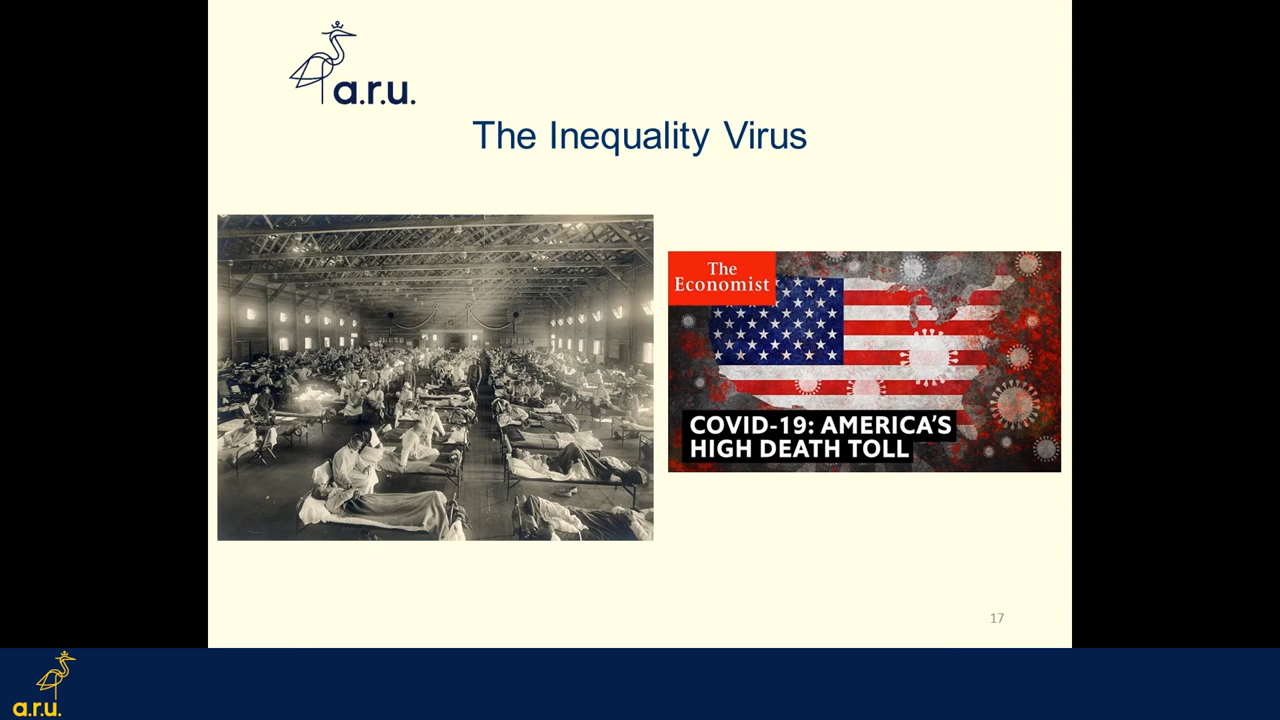 a.r.u.
The Inequality Virus
The
Economist
COVID-19: AMERICA'S
HIGH DEATH TOLL
17
a.r.u.